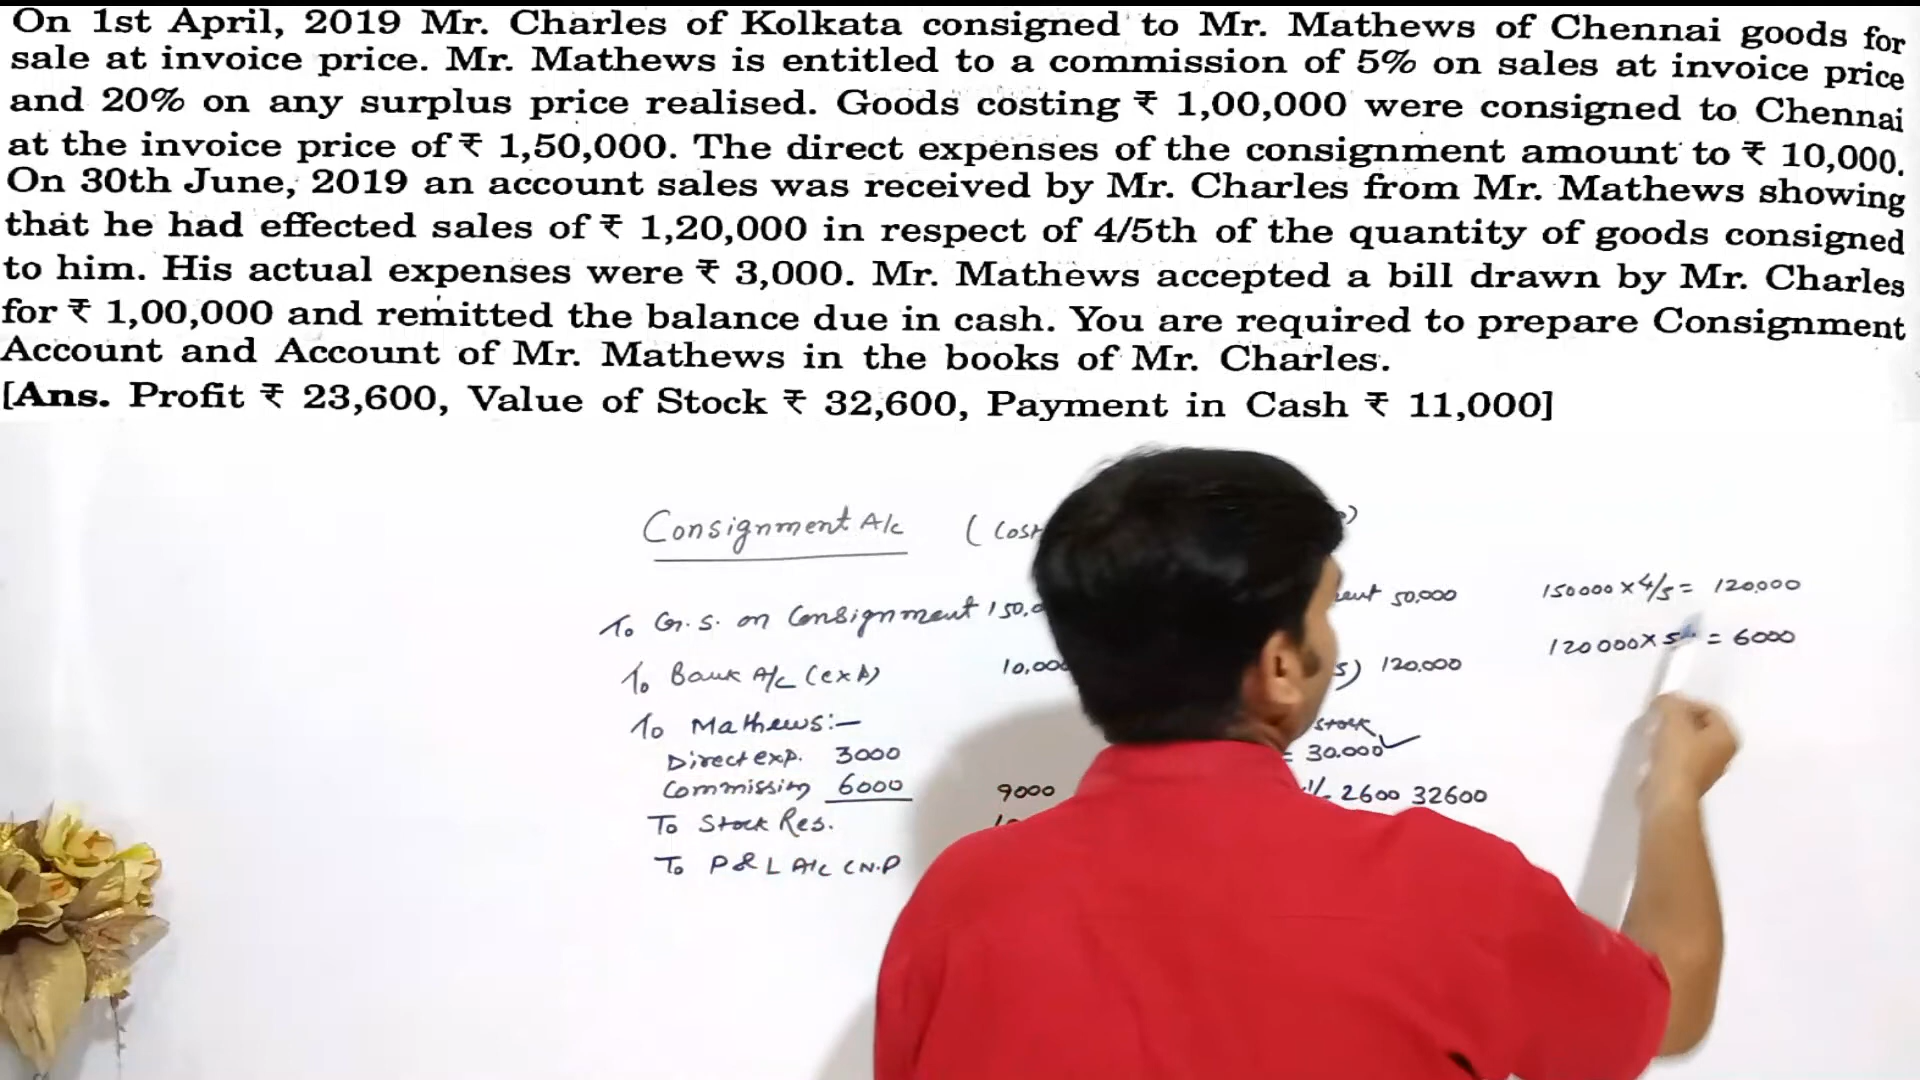 On 1st April, 2019 Mr. Charles of Kolkata consigned to Mr. Mathews of Chennai goods for
sale at invoice price. Mr. Mathews is entitled to a commission of 5% on sales at invoice price
and 20% on any surplus price realised. Goods costing ₹ 1,00,000 were consigned to Chennai
at the invoice price of ₹ 1,50,000. The direct expenses of the consignment amount to ₹ 10,000.
On 30th June, 2019 an account sales was received by Mr. Charles from Mr. Mathews showing
that he had effected sales of ₹ 1,20,000 in respect of 4/5th of the quantity of goods consigned
to him. His actual expenses were ₹ 3,000. Mr. Mathews accepted a bill drawn by Mr. Charles
for ₹ 1,00,000 and remitted the balance due in cash. You are required to prepare Consignment
Account and Account of Mr. Mathews in the books of Mr. Charles.
[Ans. Profit ₹ 23,600, Value of Stock ₹ 32,600, Payment in Cash ₹ 11,000]
Consignment A/c (Cost
To G.S. on Consignment 150,0 50,000 150000 x 4/5 = 120,000
To Bank A/c (exp) 10,000 120,000 120000 x 5 = 6000
To Mathews:- Stock
Direct exp. 3000 = 30,000
Commission 6000 9000 2600 32600
To Stock Res.
To P & L A/c (N.P